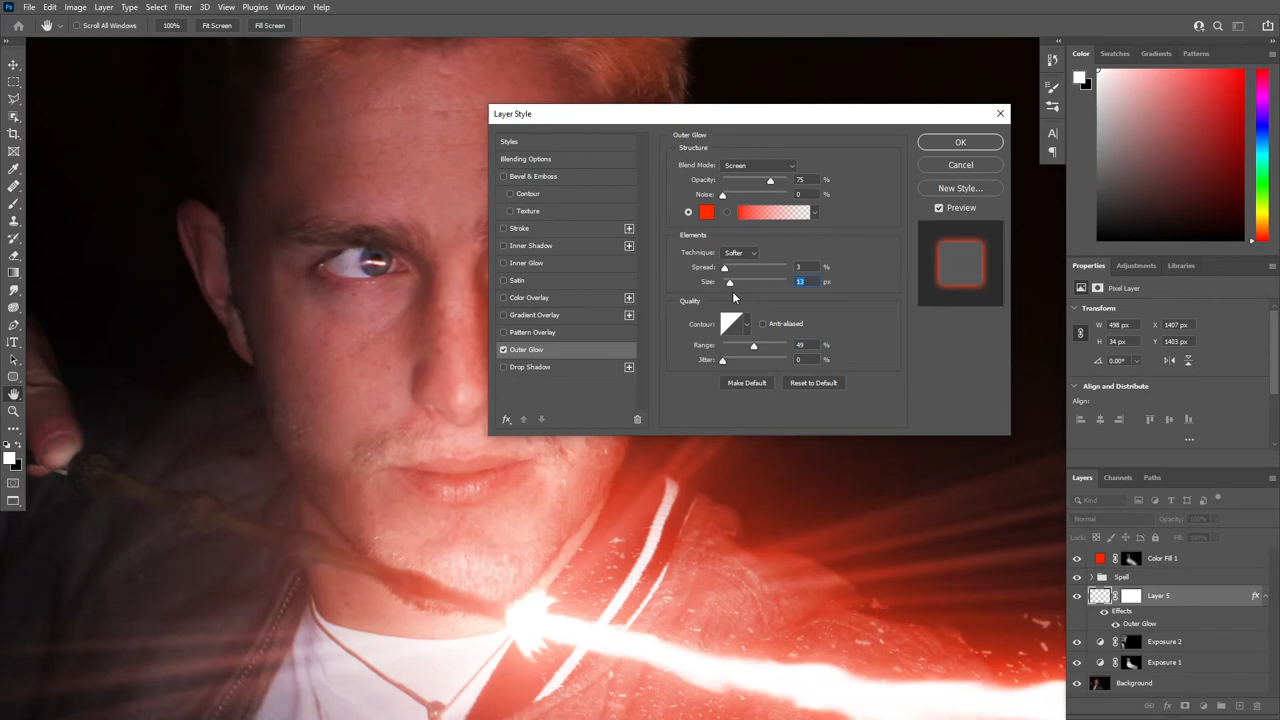 Ps File Edit Image Layer Type Select Filter 3D View Plugins Window Help
Scroll All Windows 100% Fit Screen Fill Screen
Color Swatches Gradients Patterns
Layer Style
Styles
Blending Options
Bevel & Emboss
Contour
Texture
Stroke
Inner Shadow
Inner Glow
Satin
Color Overlay
Gradient Overlay
Pattern Overlay
Outer Glow
Drop Shadow
fx
Outer Glow
Structure
Blend Mode: Screen
Opacity: 75 %
Noise: 0 %
Elements
Technique: Softer
Spread: 3 %
Size: 13 px
Quality
Contour: Anti-aliased
Range: 49 %
Jitter: 0 %
Make Default Reset to Default
OK
Cancel
New Style...
Preview
Properties Adjustments Libraries
Pixel Layer
Transform
W 498 px X 1407 px
H 34 px Y 1403 px
0.00°
Align and Distribute
Align:
Layers Channels Paths
Kind
Normal Opacity: 100%
Lock: Fill: 100%
Color Fill 1
Spell
Layer 5 fx
Effects
Outer Glow
Exposure 2
Exposure 1
Background
fx